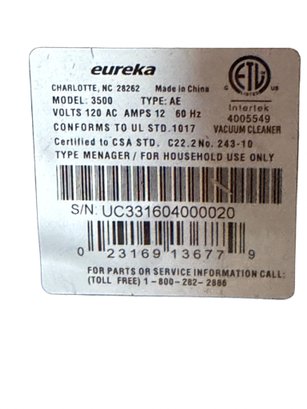 eureka
CHARLOTTE, NC 28262 Made in China
MODEL: 3500 TYPE: AE
VOLTS 120 AC AMPS 12 60 Hz
CONFORMS TO UL STD.1017
Certified to CSA STD. C22.2 No. 243-10
TYPE MENAGER / FOR HOUSEHOLD USE ONLY
ETL
C US
Intertek
4005549
VACUUM CLEANER
S/N: UC331604000020
0 23169 13677 9
FOR PARTS OR SERVICE INFORMATION CALL:
(TOLL FREE) 1-800-282-2886